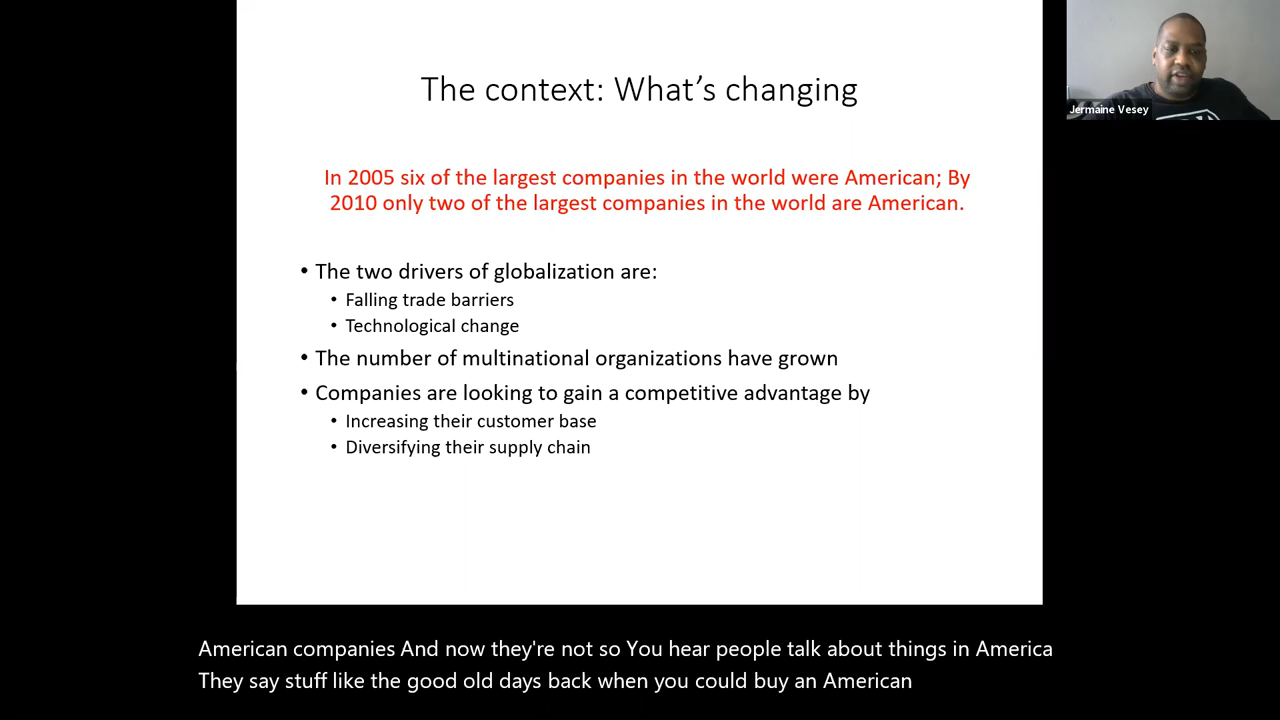 The context: What's changing
Jermaine Vesey
In 2005 six of the largest companies in the world were American; By
2010 only two of the largest companies in the world are American.
• The two drivers of globalization are:
• Falling trade barriers
• Technological change
• The number of multinational organizations have grown
• Companies are looking to gain a competitive advantage by
• Increasing their customer base
• Diversifying their supply chain
American companies And now they're not so You hear people talk about things in America
They say stuff like the good old days back when you could buy an American